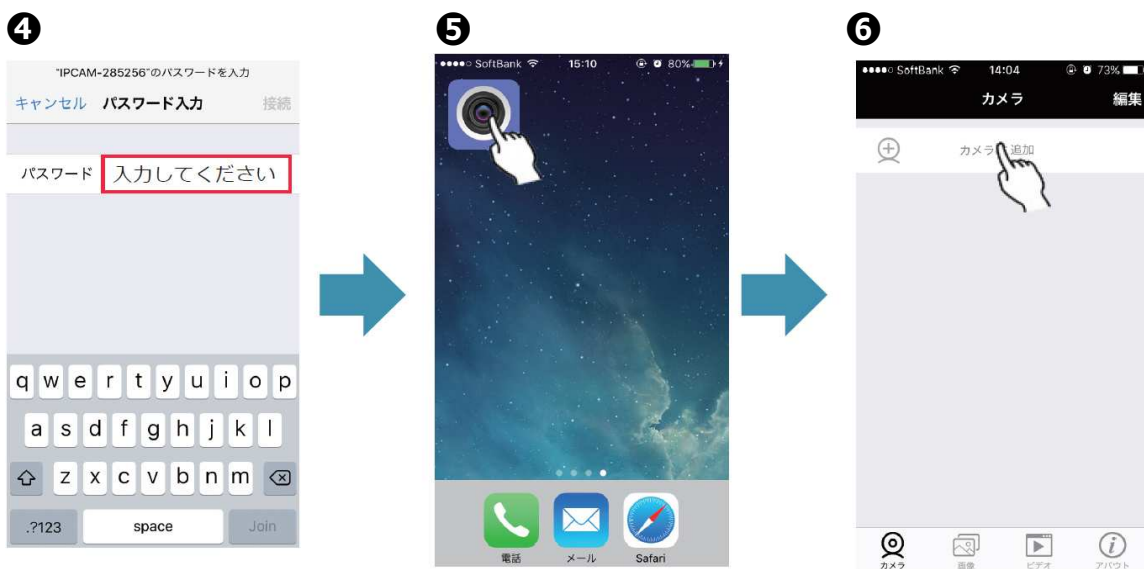 ❹
"IPCAM-285256"のパスワードを入力
キャンセル パスワード入力 接続
パスワード 入力してください
q w e r t y u i o p
a s d f g h j k l
z x c v b n m
.?123 space Join
❺
SoftBank 15:10 80%
電話 メール Safari
❻
SoftBank 14:04 73%
カメラ 編集
カメラ 追加
カメラ 画像 ビデオ アバウト